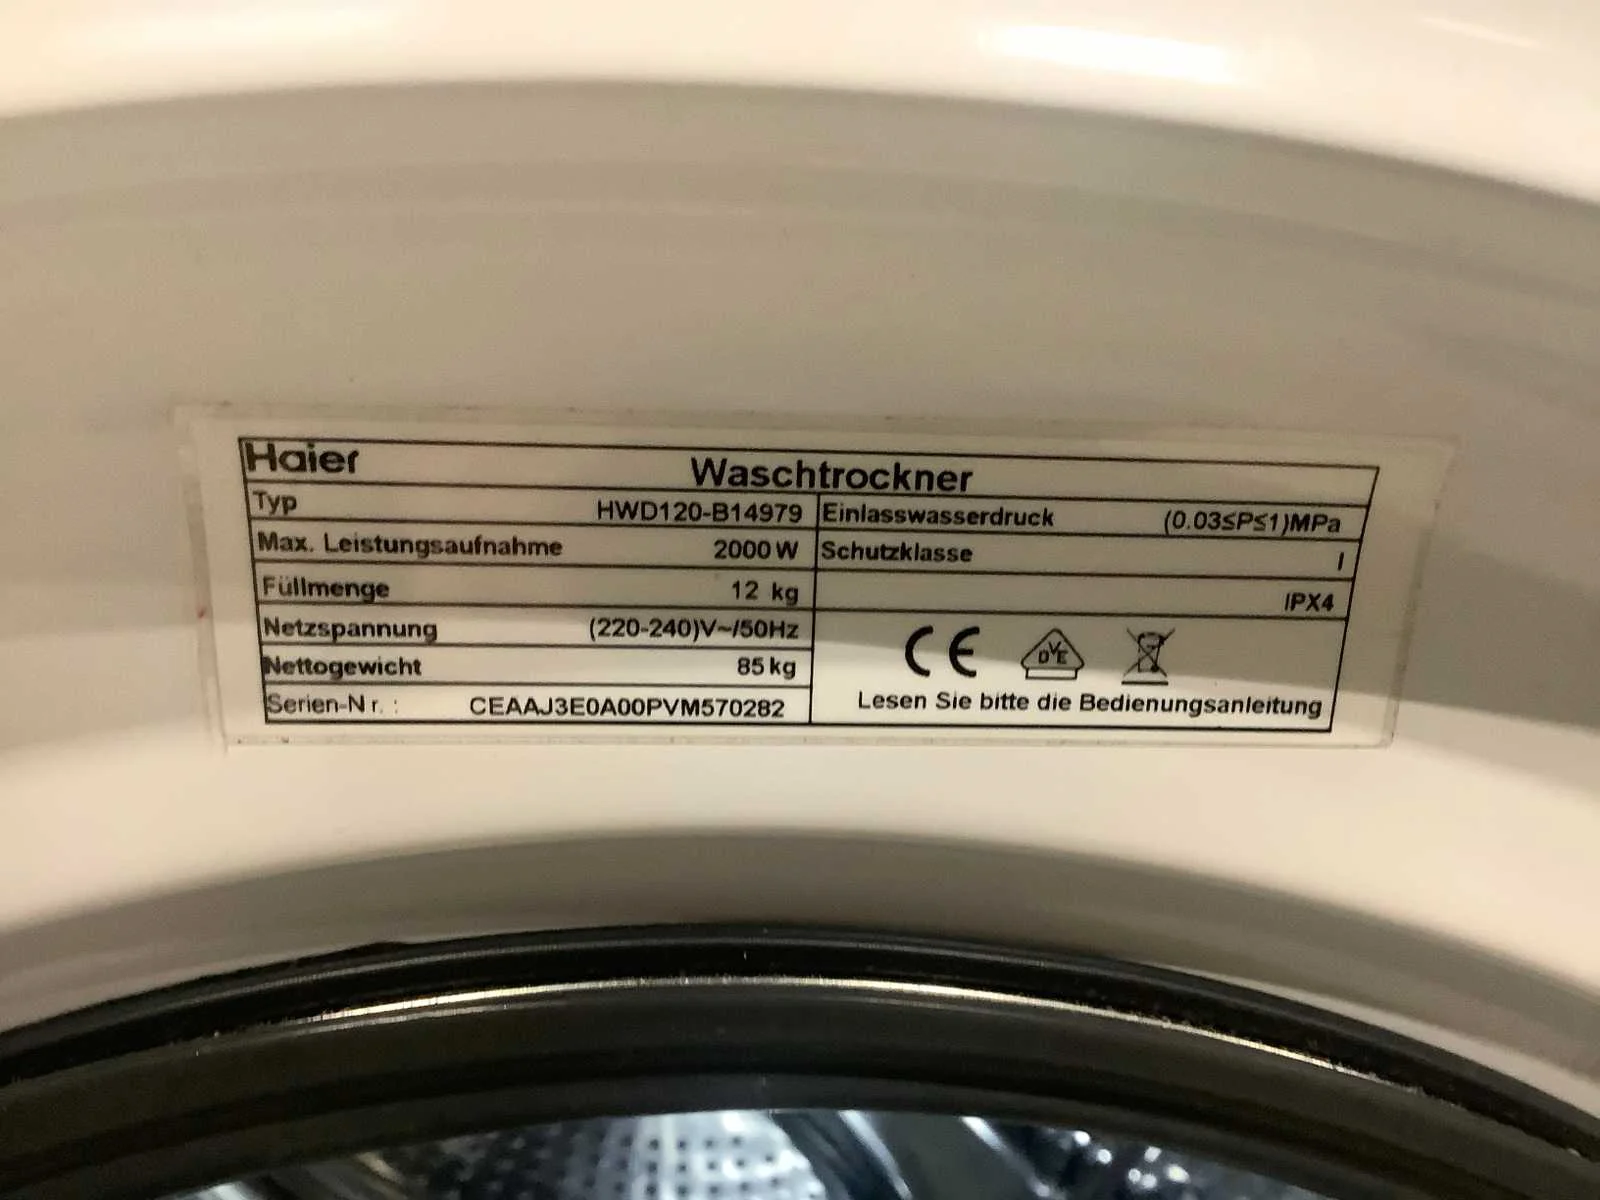 Haier
Waschtrockner
Typ HWD120-B14979
Einlasswasserdruck (0.03≤P≤1)MPa
Max. Leistungsaufnahme 2000 W
Schutzklasse I
Füllmenge 12 kg
IPX4
Netzspannung (220-240)V~/50Hz
Nettogewicht 85 kg
CE DVE
Serien-Nr. : CEAAJ3E0A00PVM570282
Lesen Sie bitte die Bedienungsanleitung